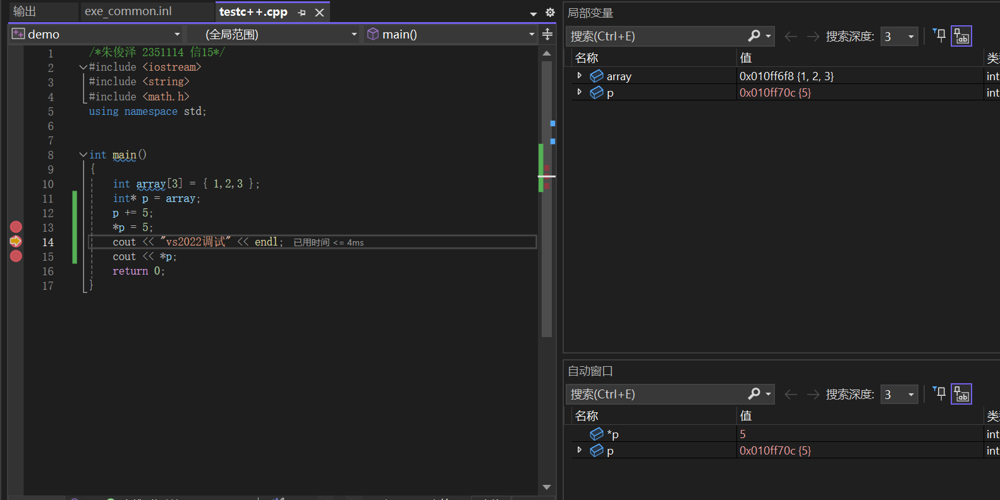 输出
exe_common.inl
testc++.cpp
demo
(全局范围)
main()
1 /*朱俊泽 2351114 信15*/
2 #include <iostream>
3 #include <string>
4 #include <math.h>
5 using namespace std;
6
7
8 int main()
9 {
10 int array[3] = { 1,2,3 };
11 int* p = array;
12 p += 5;
13 *p = 5;
14 cout << "vs2022调试" << endl; 已用时间 <= 4ms
15 cout << *p;
16 return 0;
17 }
局部变量
搜索(Ctrl+E)
搜索深度: 3
名称 值
array 0x010ff6f8 {1, 2, 3} int
p 0x010ff70c {5} int
自动窗口
搜索(Ctrl+E)
搜索深度: 3
名称 值
*p 5 int
p 0x010ff70c {5} int